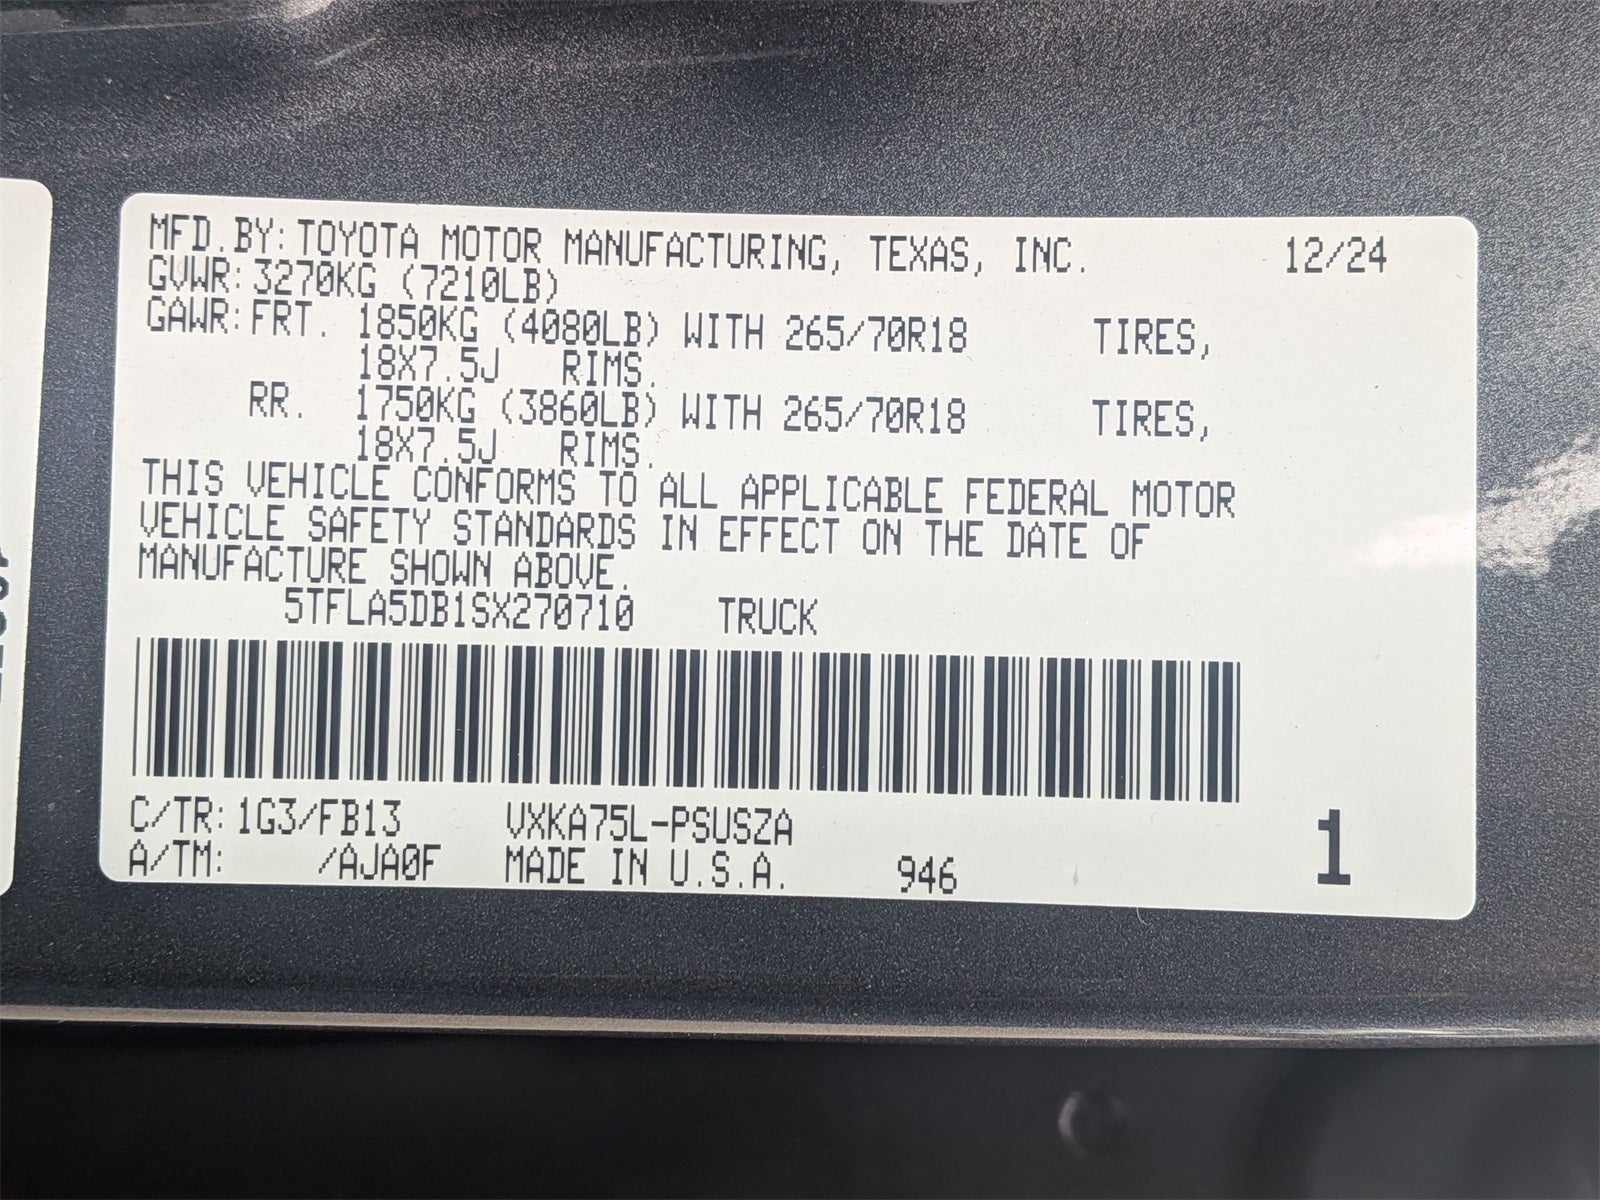 MFD.BY:TOYOTA MOTOR MANUFACTURING, TEXAS, INC. 12/24
GVWR:3270KG (7210LB)
GAWR:FRT. 1850KG (4080LB) WITH 265/70R18 TIRES,
18X7.5J RIMS.
RR. 1750KG (3860LB) WITH 265/70R18 TIRES,
18X7.5J RIMS.
THIS VEHICLE CONFORMS TO ALL APPLICABLE FEDERAL MOTOR
VEHICLE SAFETY STANDARDS IN EFFECT ON THE DATE OF
MANUFACTURE SHOWN ABOVE.
5TFLA5DB1SX270710 TRUCK
C/TR:1G3/FB13 VXKA75L-PSUSZA
A/TM: /AJA0F MADE IN U.S.A. 946
1